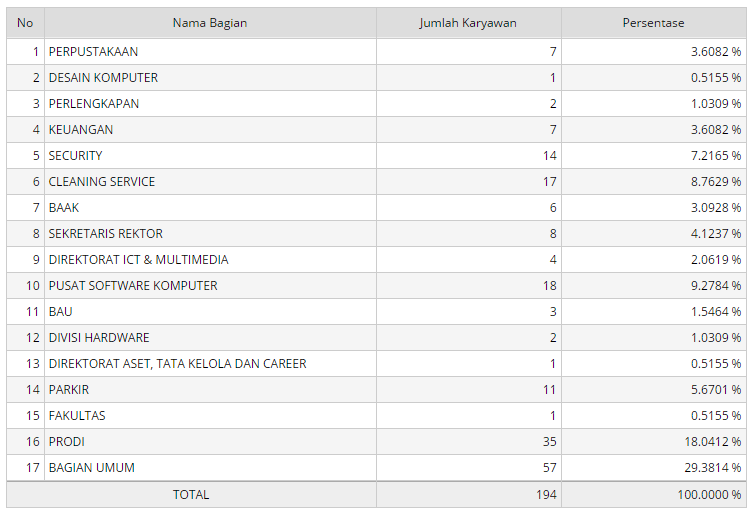 No Nama Bagian Jumlah Karyawan Persentase
1 PERPUSTAKAAN 7 3.6082 %
2 DESAIN KOMPUTER 1 0.5155 %
3 PERLENGKAPAN 2 1.0309 %
4 KEUANGAN 7 3.6082 %
5 SECURITY 14 7.2165 %
6 CLEANING SERVICE 17 8.7629 %
7 BAAK 6 3.0928 %
8 SEKRETARIS REKTOR 8 4.1237 %
9 DIREKTORAT ICT & MULTIMEDIA 4 2.0619 %
10 PUSAT SOFTWARE KOMPUTER 18 9.2784 %
11 BAU 3 1.5464 %
12 DIVISI HARDWARE 2 1.0309 %
13 DIREKTORAT ASET, TATA KELOLA DAN CAREER 1 0.5155 %
14 PARKIR 11 5.6701 %
15 FAKULTAS 1 0.5155 %
16 PRODI 35 18.0412 %
17 BAGIAN UMUM 57 29.3814 %
TOTAL 194 100.0000 %